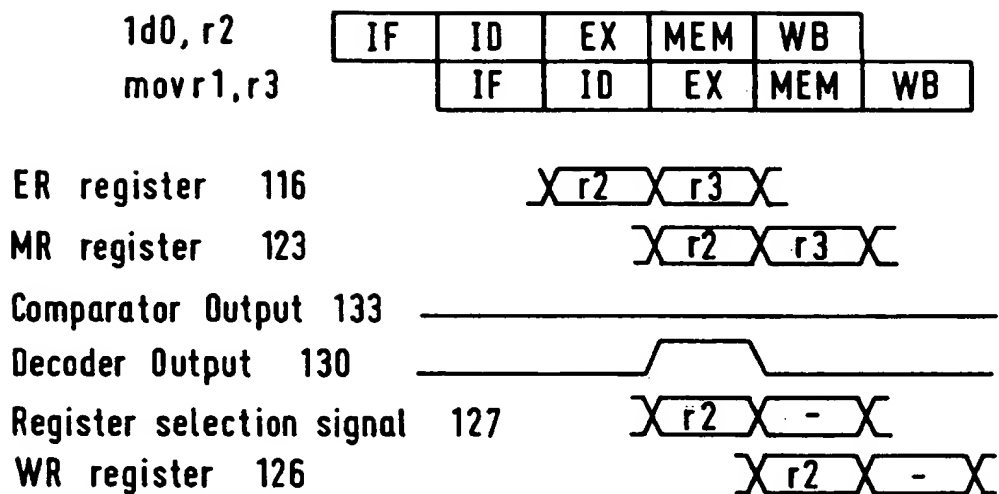 1d0, r2 IF ID EX MEM WB
movr1,r3 IF ID EX MEM WB
ER register 116 r2 r3
MR register 123 r2 r3
Comparator Output 133
Decoder Output 130
Register selection signal 127 r2 -
WR register 126 r2 -